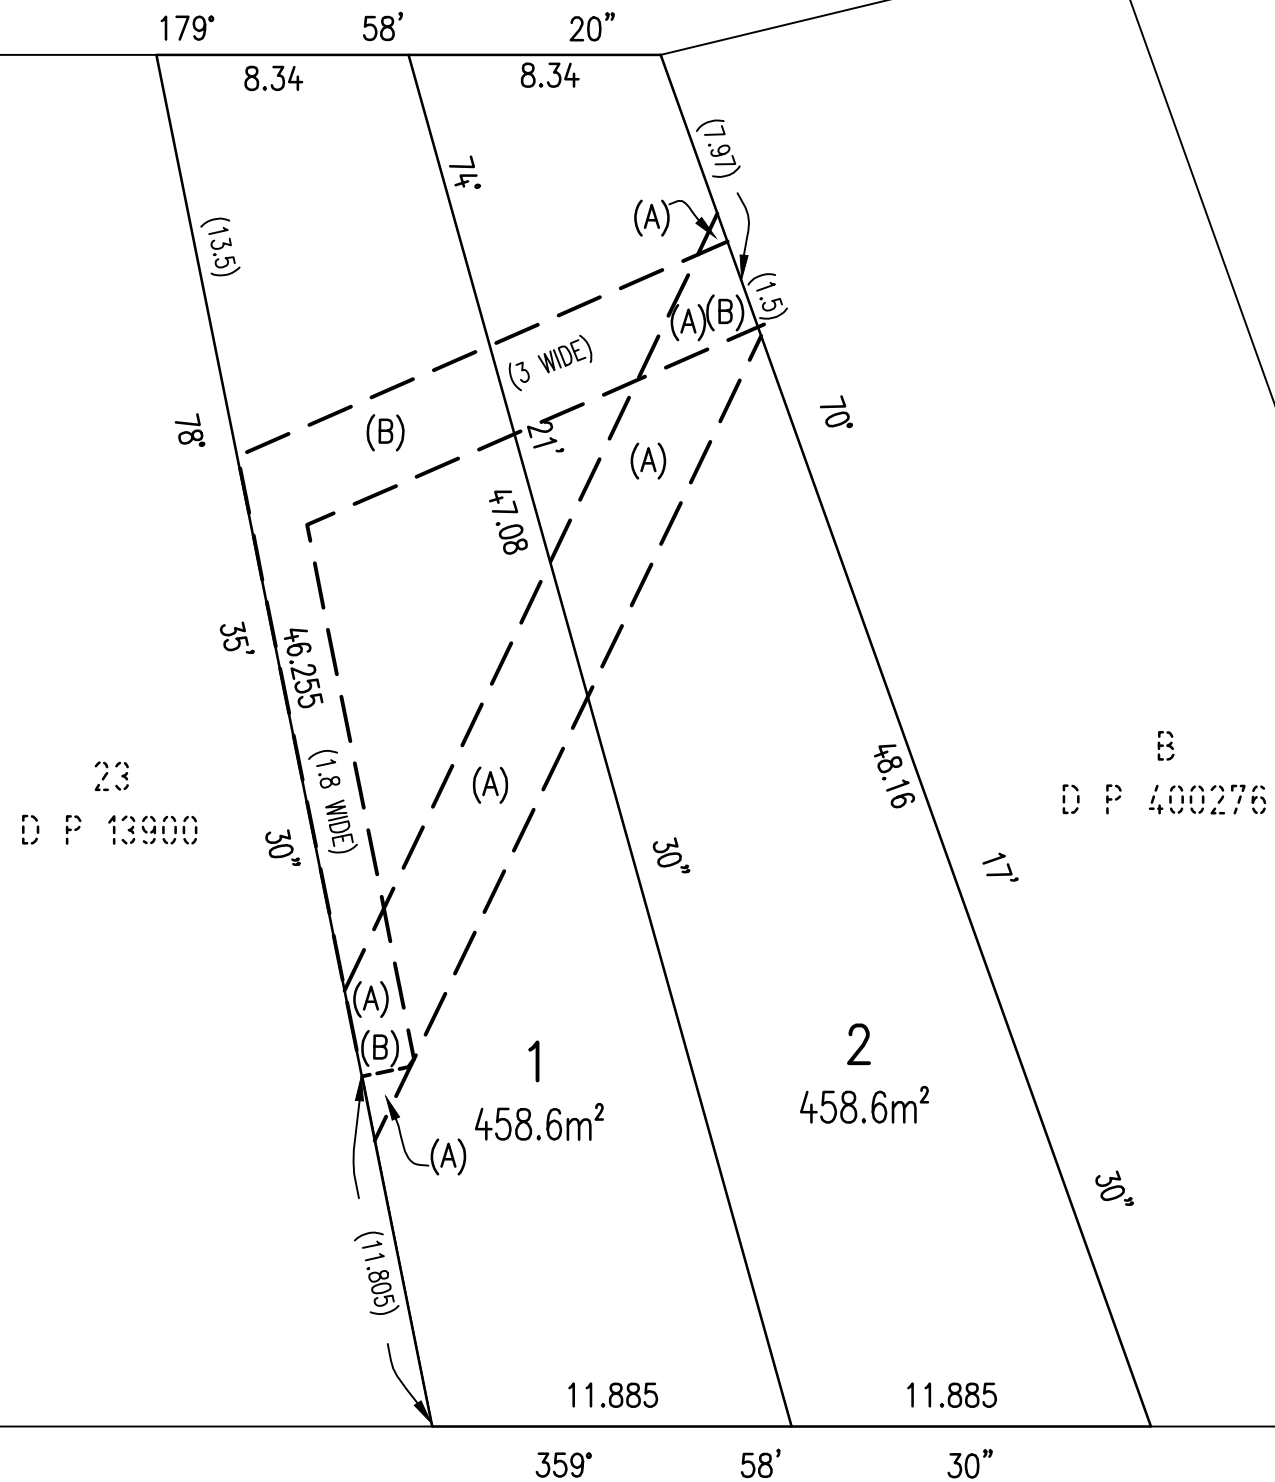 179° 58' 20"
8.34 8.34
(7.97)
74°
(A)
(13.5)
(1.5)
(A)(B)
(3 WIDE)
70°
78°
(B)
21'
(A)
47.08
35'
46.255
(1.8 WIDE)
48.16
B
D P 400276
23
D P 13900
(A)
30"
30"
17'
(A)
(B)
1
458.6m²
2
458.6m²
(A)
30"
(11.805)
11.885 11.885
359° 58' 30"